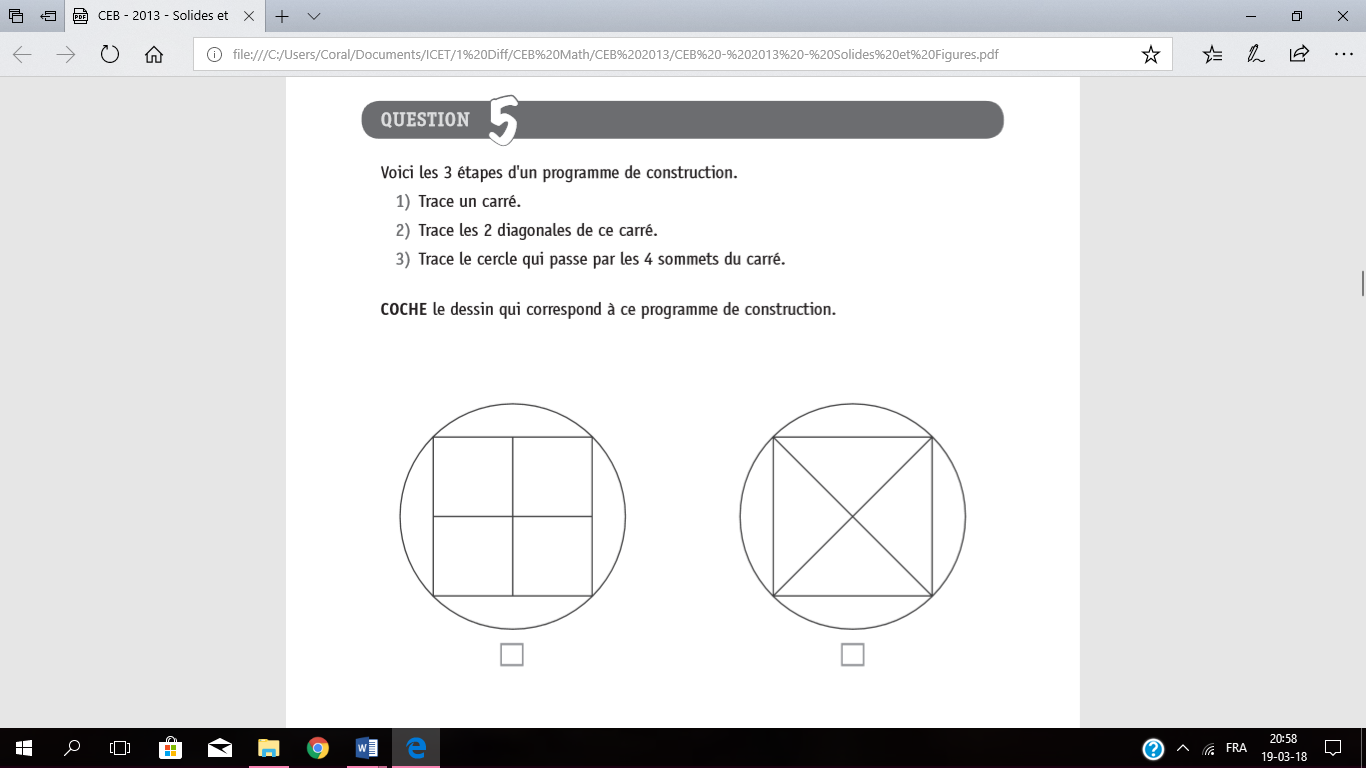 CEB - 2013 - Solides et
file:///C:/Users/Coral/Documents/ICET/1%20Diff/CEB%20Math/CEB%202013/CEB%20-%202013%20-%20Solides%20et%20Figures.pdf
QUESTION 5
Voici les 3 étapes d'un programme de construction.
1) Trace un carré.
2) Trace les 2 diagonales de ce carré.
3) Trace le cercle qui passe par les 4 sommets du carré.
COCHE le dessin qui correspond à ce programme de construction.
FRA
20:58
19-03-18